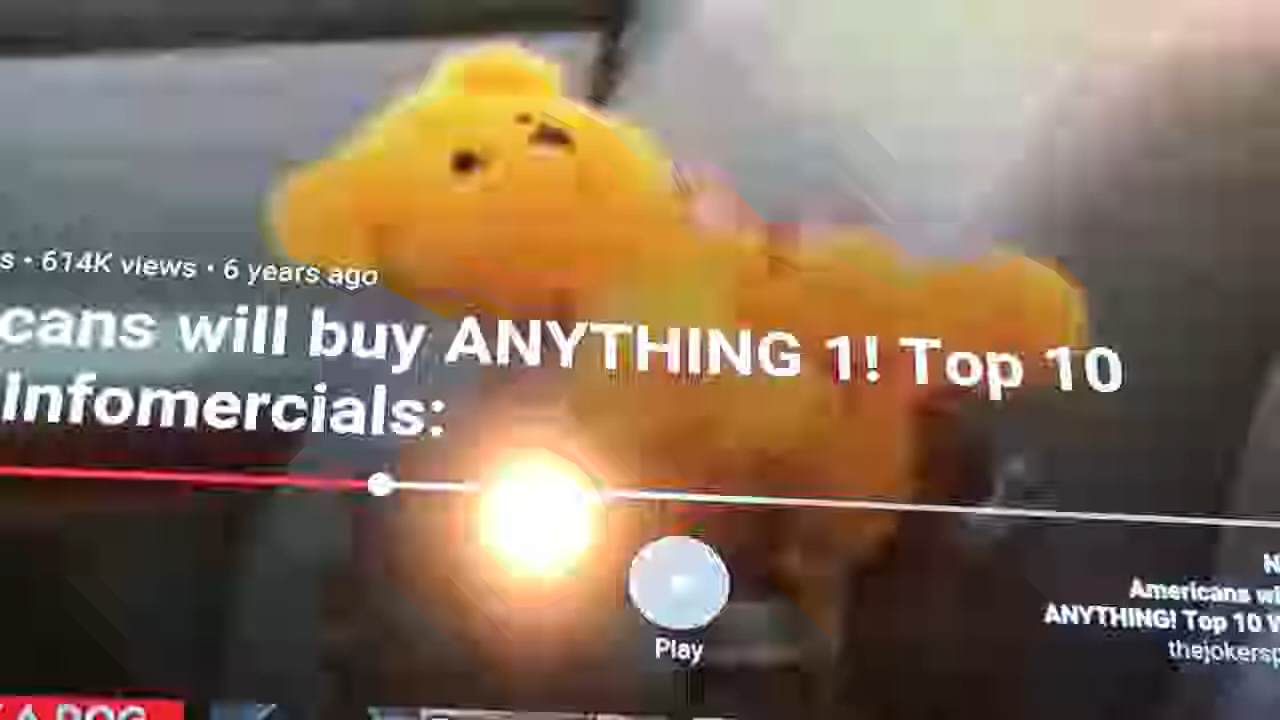 s • 614K views • 6 years ago
cans will buy ANYTHING 1! Top 10
Infomercials:
Play
Americans wi
ANYTHING! Top 10 W
thejokersp
A DOG